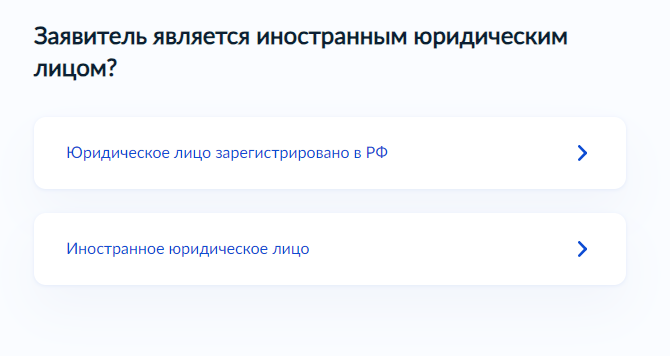 Заявитель является иностранным юридическим
лицом?
Юридическое лицо зарегистрировано в РФ
Иностранное юридическое лицо